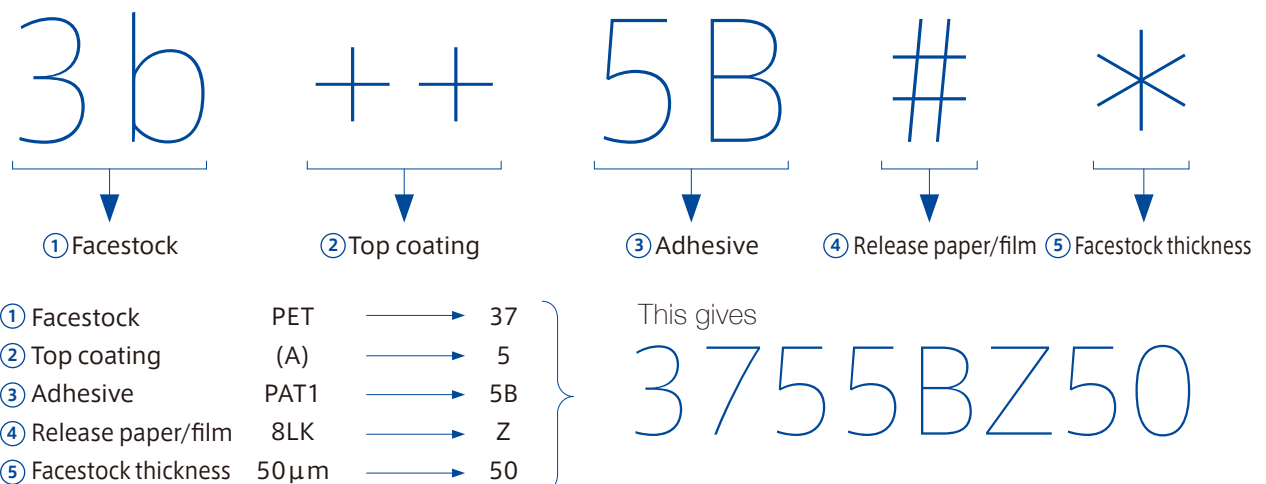 3b ++ 5B # *
① Facestock ② Top coating ③ Adhesive ④ Release paper/film ⑤ Facestock thickness
① Facestock PET 37
② Top coating (A) 5
③ Adhesive PAT1 5B
④ Release paper/film 8LK Z
⑤ Facestock thickness 50μm 50
This gives
3755BZ50